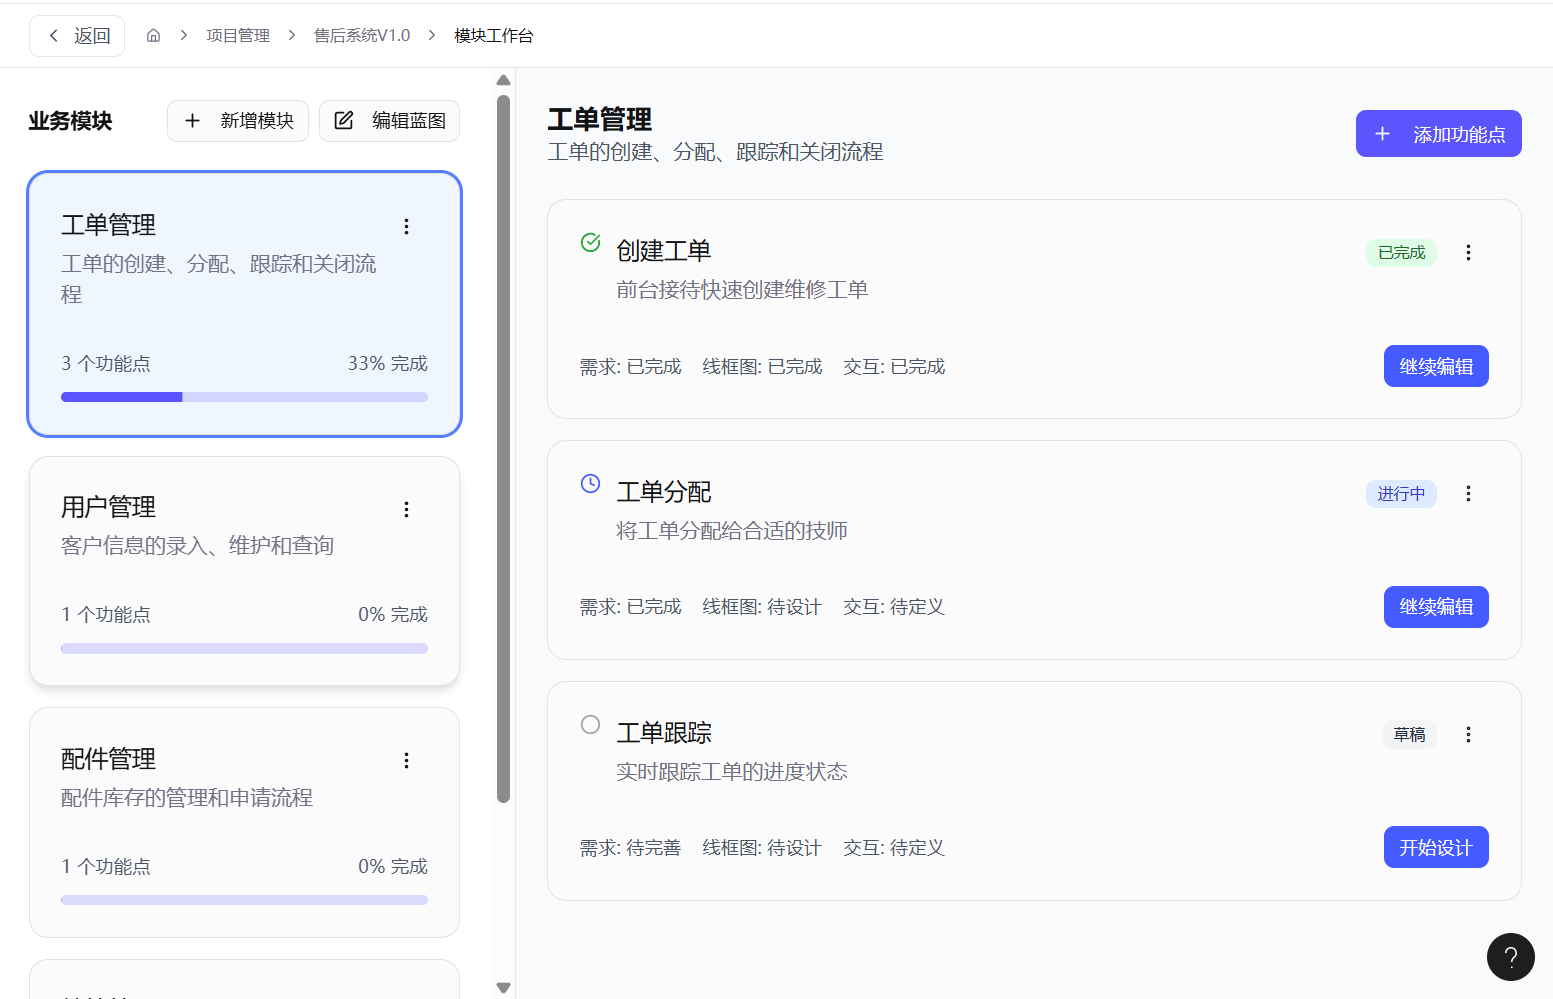 返回
项目管理
售后系统V1.0
模块工作台
业务模块
新增模块
编辑蓝图
工单管理
工单的创建、分配、跟踪和关闭流
程
3 个功能点
33% 完成
用户管理
客户信息的录入、维护和查询
1 个功能点
0% 完成
配件管理
配件库存的管理和申请流程
1 个功能点
0% 完成
工单管理
工单的创建、分配、跟踪和关闭流程
添加功能点
创建工单
已完成
前台接待快速创建维修工单
需求: 已完成 线框图: 已完成 交互: 已完成
继续编辑
工单分配
进行中
将工单分配给合适的技师
需求: 已完成 线框图: 待设计 交互: 待定义
继续编辑
工单跟踪
草稿
实时跟踪工单的进度状态
需求: 待完善 线框图: 待设计 交互: 待定义
开始设计
?